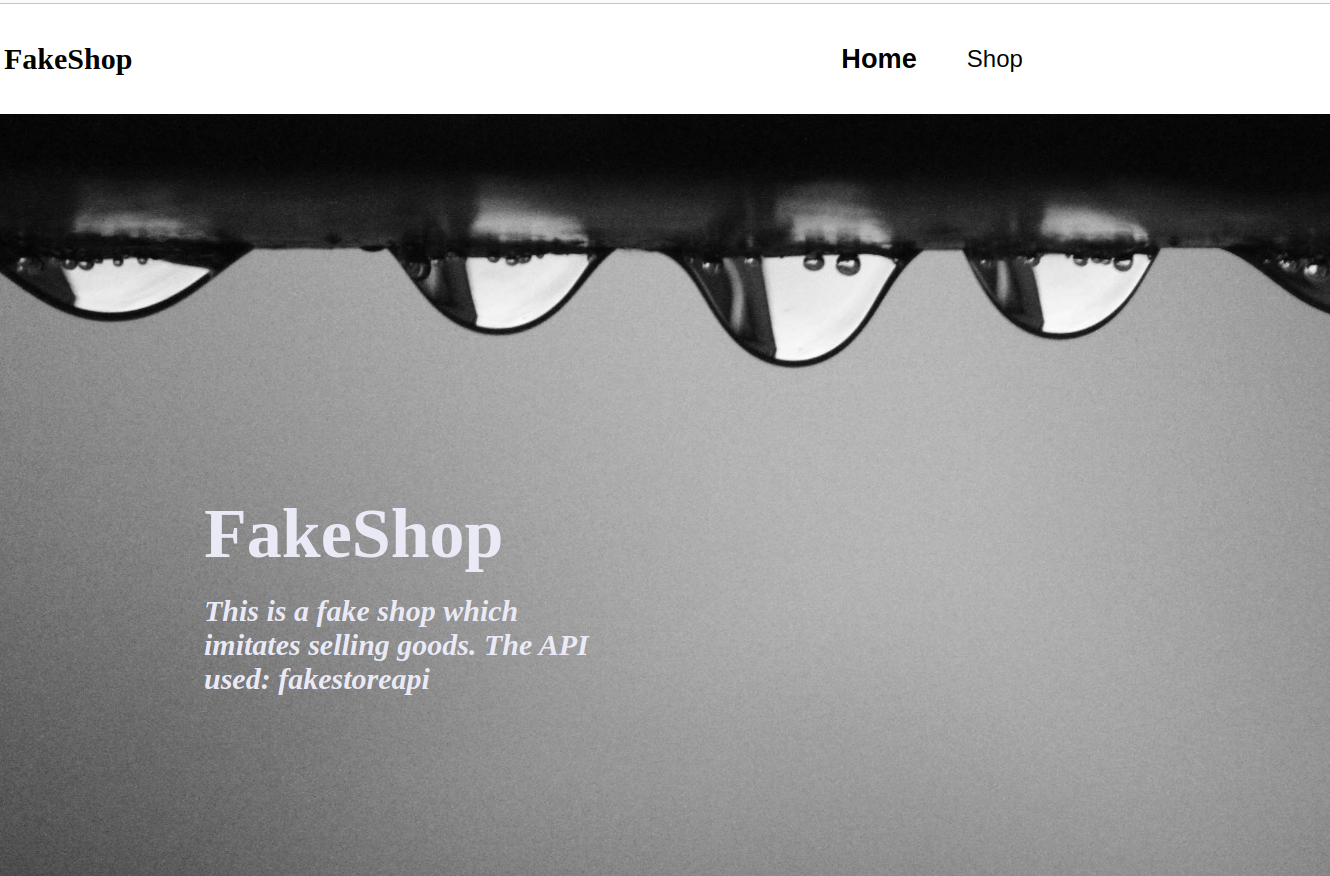 FakeShop
Home Shop
FakeShop
This is a fake shop which
imitates selling goods. The API
used: fakestoreapi